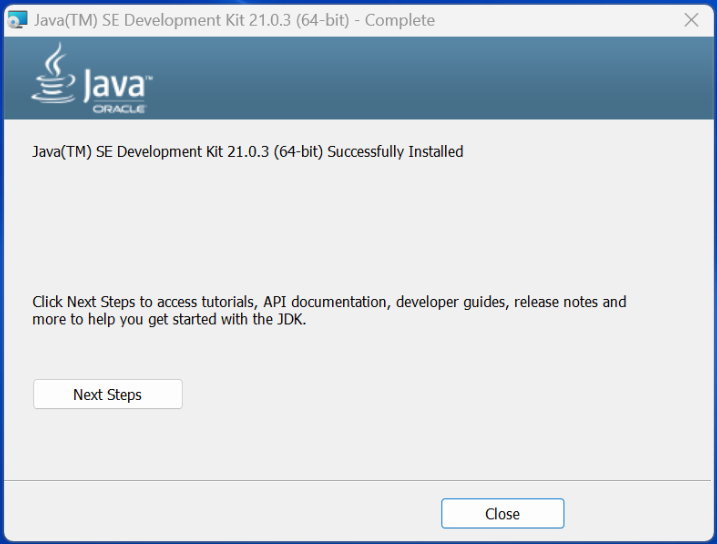 Java(TM) SE Development Kit 21.0.3 (64-bit) - Complete
Java™
ORACLE
Java(TM) SE Development Kit 21.0.3 (64-bit) Successfully Installed
Click Next Steps to access tutorials, API documentation, developer guides, release notes and
more to help you get started with the JDK.
Next Steps
Close